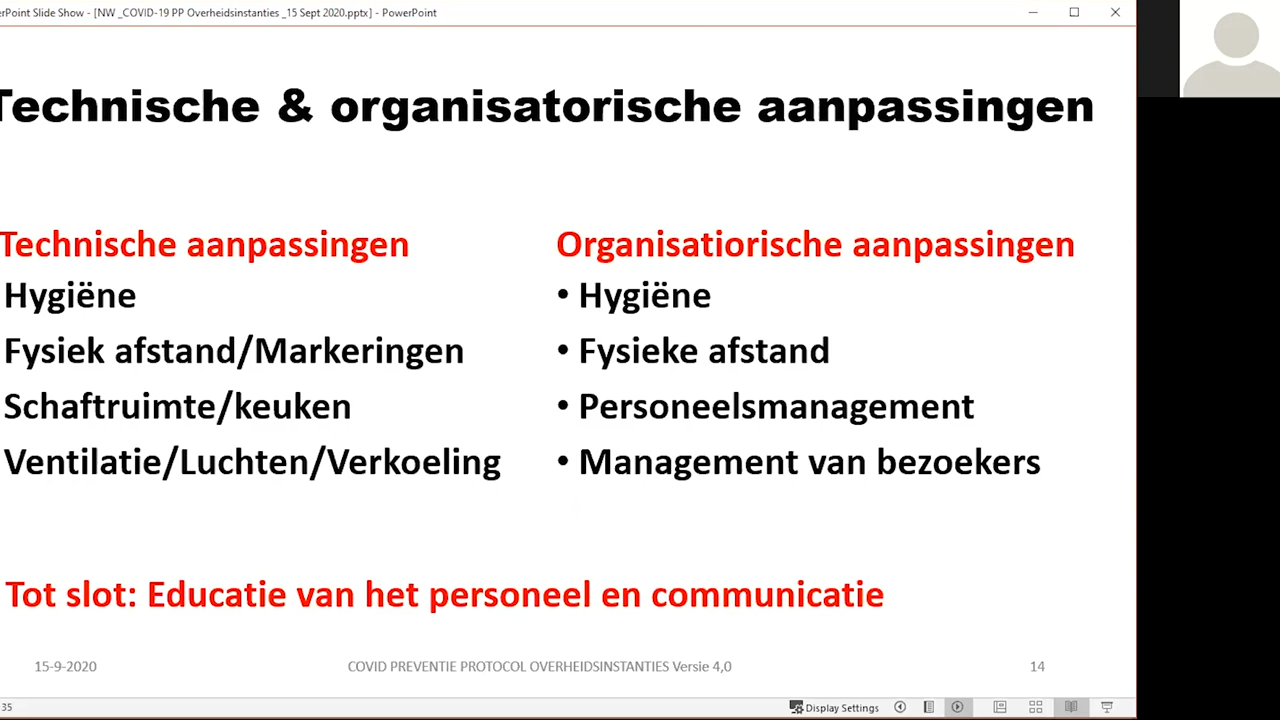 rPoint Slide Show - [NW _COVID-19 PP Overheidsinstanties _15 Sept 2020.pptx] - PowerPoint
Technische & organisatorische aanpassingen
Technische aanpassingen
Hygiëne
Fysiek afstand/Markeringen
Schaftruimte/keuken
Ventilatie/Luchten/Verkoeling
Organisatiorische aanpassingen
• Hygiëne
• Fysieke afstand
• Personeelsmanagement
• Management van bezoekers
Tot slot: Educatie van het personeel en communicatie
15-9-2020 COVID PREVENTIE PROTOCOL OVERHEIDSINSTANTIES Versie 4,0 14
35 Display Settings